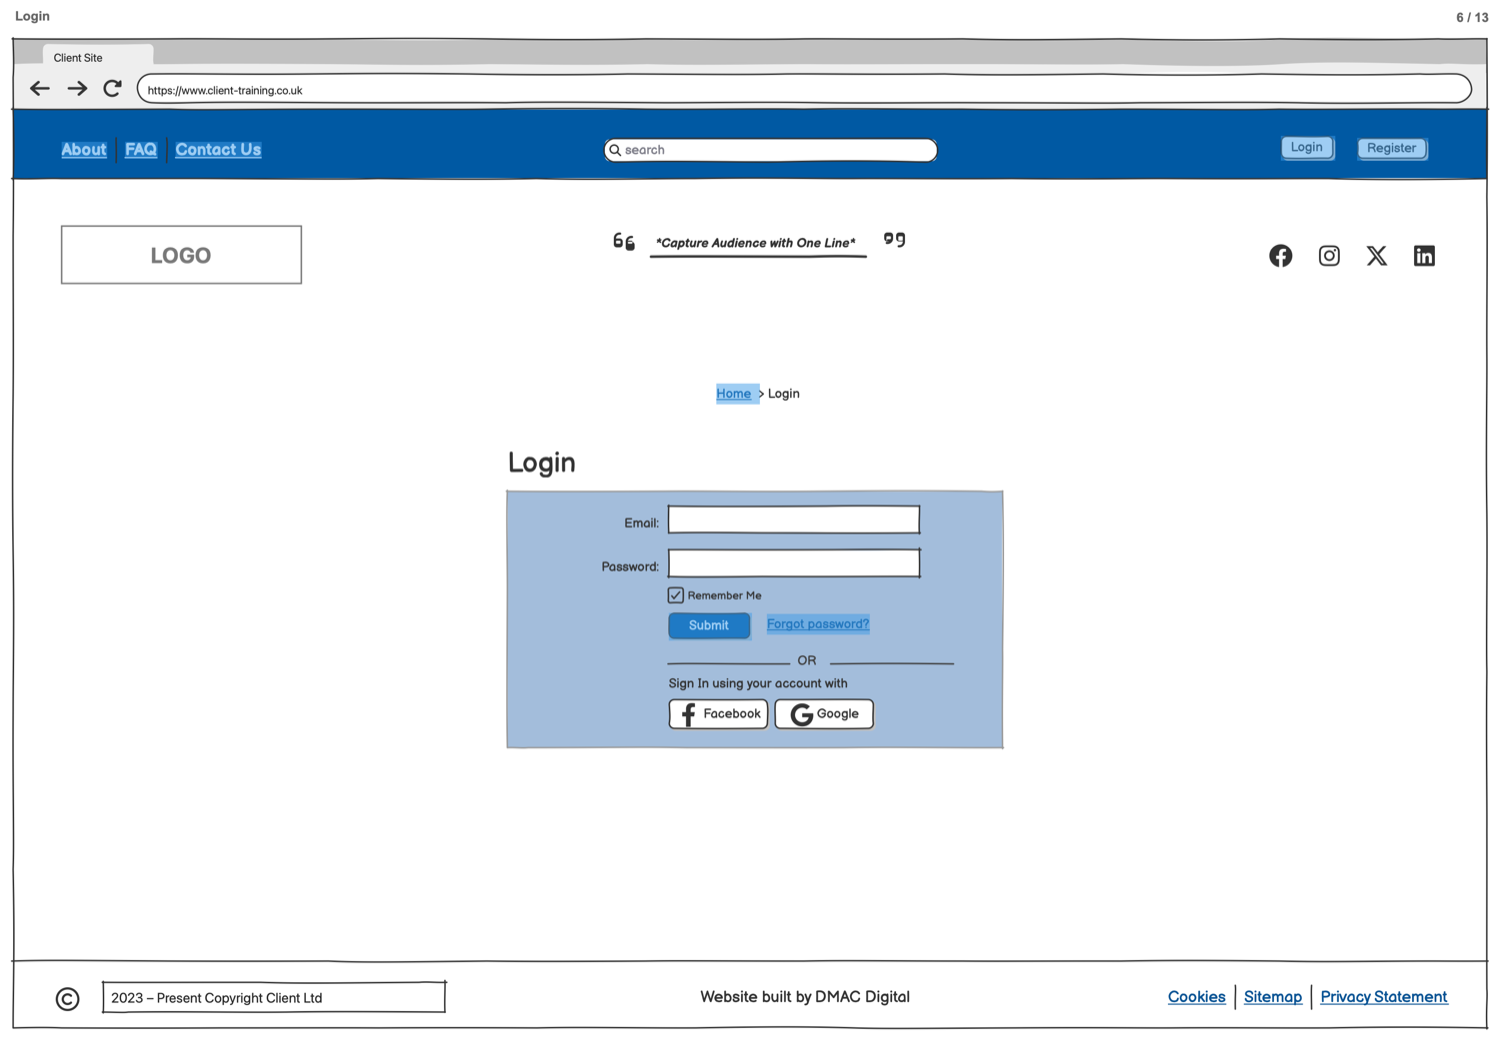 Login
6 / 13
Client Site
https://www.client-training.co.uk
About FAQ Contact Us
search
Login Register
LOGO
*Capture Audience with One Line*
Home > Login
Login
Email:
Password:
Remember Me
Submit Forgot password?
OR
Sign In using your account with
Facebook Google
© 2023 – Present Copyright Client Ltd
Website built by DMAC Digital
Cookies Sitemap Privacy Statement